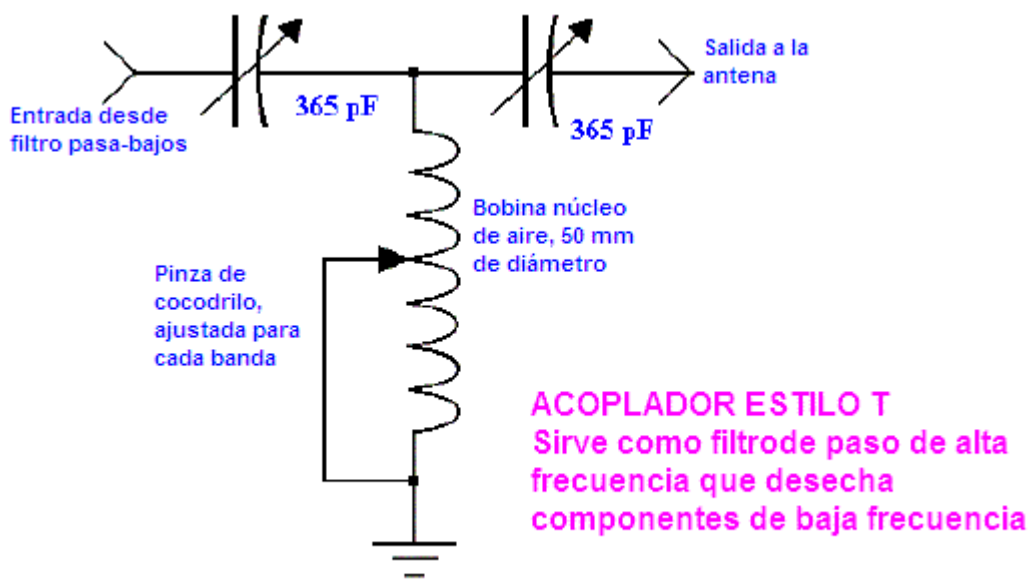 Entrada desde
filtro pasa-bajos
365 pF
365 pF
Salida a la
antena
Bobina núcleo
de aire, 50 mm
de diámetro
Pinza de
cocodrilo,
ajustada para
cada banda
ACOPLADOR ESTILO T
Sirve como filtrode paso de alta
frecuencia que desecha
componentes de baja frecuencia